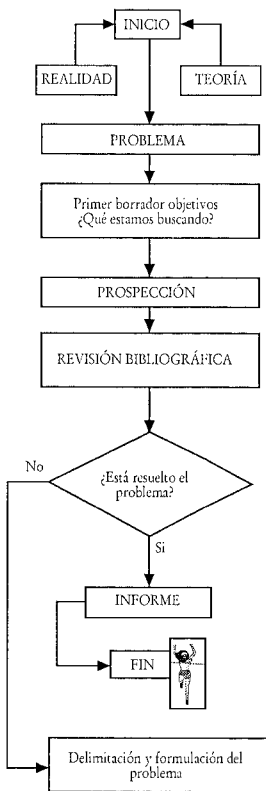 INICIO
REALIDAD
TEORÍA
PROBLEMA
Primer borrador objetivos
¿Qué estamos buscando?
PROSPECCIÓN
REVISIÓN BIBLIOGRÁFICA
No
¿Está resuelto el
problema?
Si
INFORME
FIN
Delimitación y formulación del
problema